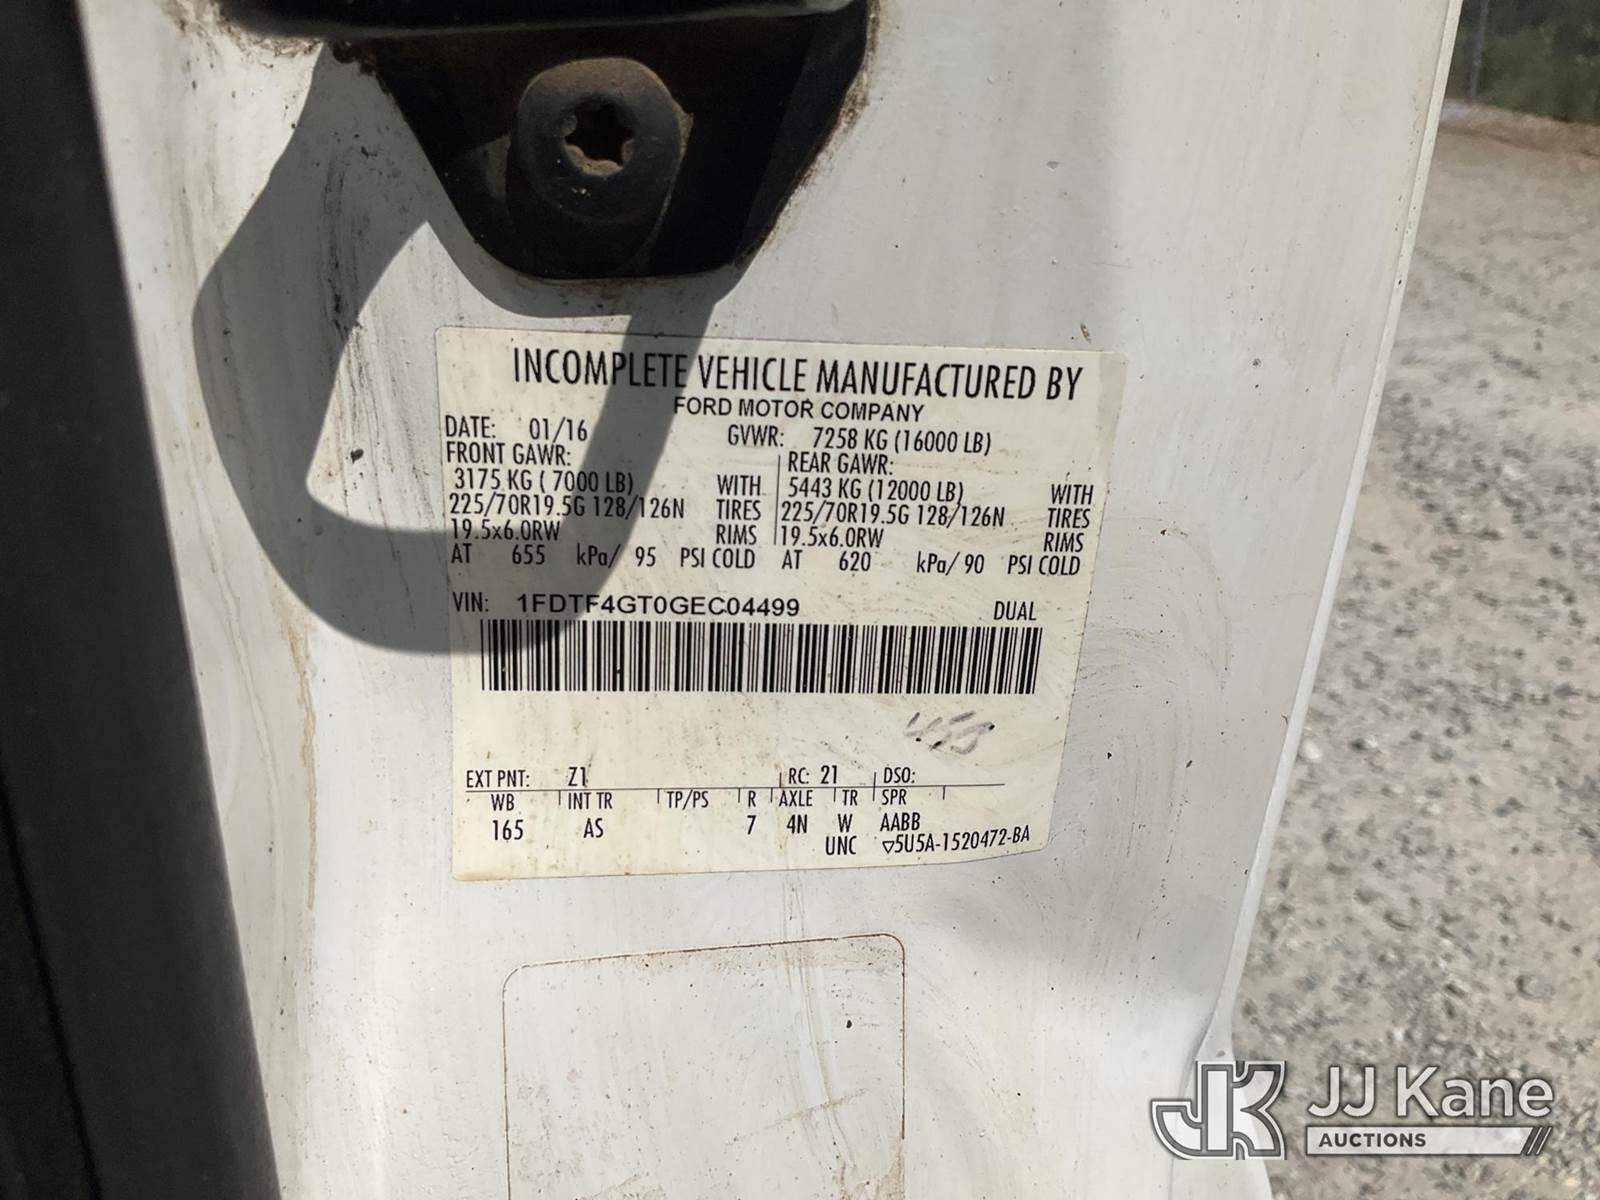 INCOMPLETE VEHICLE MANUFACTURED BY
FORD MOTOR COMPANY
DATE: 01/16 GVWR: 7258 KG (16000 LB)
FRONT GAWR: REAR GAWR:
3175 KG ( 7000 LB) WITH 5443 KG (12000 LB) WITH
225/70R19.5G 128/126N TIRES 225/70R19.5G 128/126N TIRES
19.5x6.0RW RIMS 19.5x6.0RW RIMS
AT 655 kPa/ 95 PSI COLD AT 620 kPa/ 90 PSI COLD
VIN: 1FDTF4GT0GEC04499 DUAL
EXT PNT: Z1 RC: 21 DSO:
WB INT TR TP/PS R AXLE TR SPR
165 AS 7 4N W AABB
UNC ▽5U5A-1520472-BA
JK JJ Kane
AUCTIONS